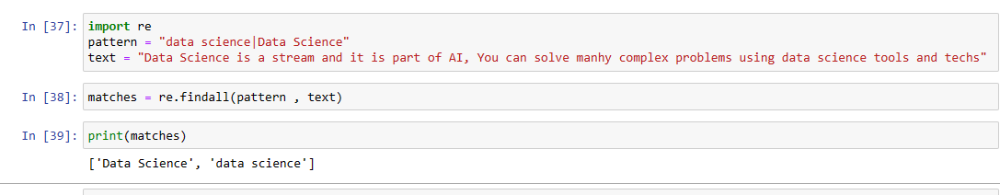 In [37]: import re
pattern = "data science|Data Science"
text = "Data Science is a stream and it is part of AI, You can solve manhy complex problems using data science tools and techs"
In [38]: matches = re.findall(pattern , text)
In [39]: print(matches)
['Data Science', 'data science']